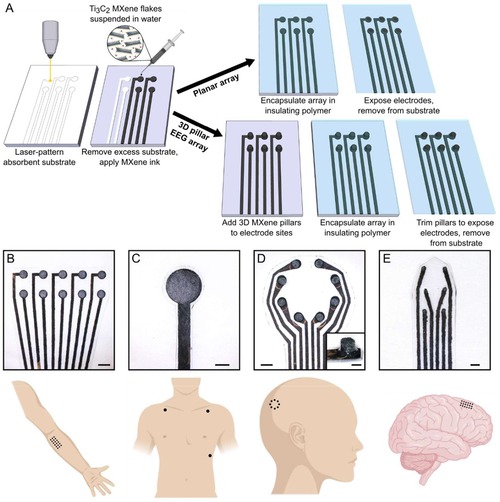 A
Ti₃C₂ MXene flakes
suspended in water
Planar array
3D pillar
EEG array
Laser-pattern
absorbent substrate
Remove excess substrate,
apply MXene ink
Encapsulate array in
insulating polymer
Expose electrodes,
remove from substrate
Add 3D MXene pillars
to electrode sites
Encapsulate array in
insulating polymer
Trim pillars to expose
electrodes, remove
from substrate
B
C
D
E